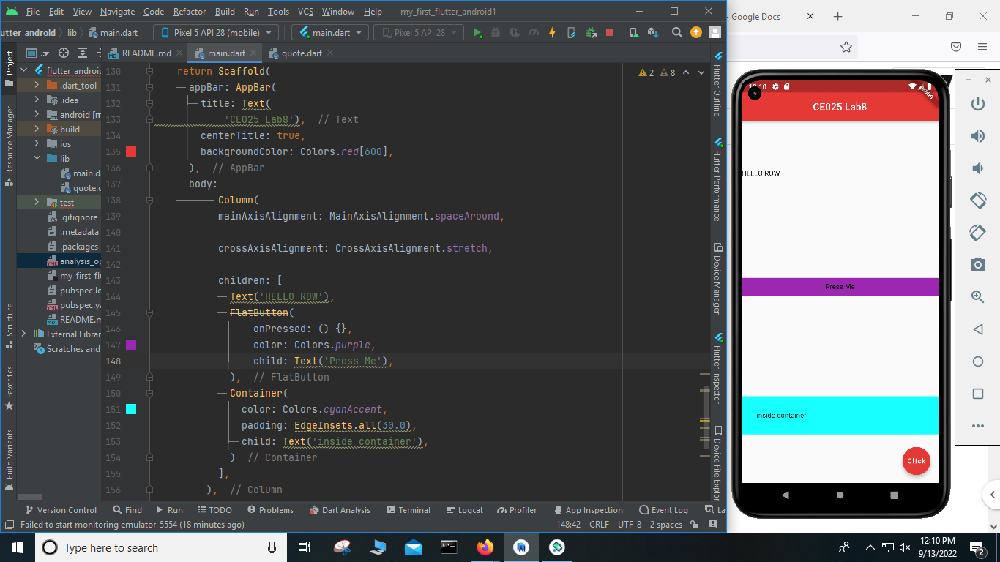 File Edit View Navigate Code Refactor Build Run Tools VCS Window Help my_first_flutter_android1
- Google Docs
utter_android lib main.dart Pixel 5 API 28 (mobile) main.dart Pixel 5 API 28
Project
README.md main.dart quote.dart
flutter_android
.dart_tool
.idea
android [m
build
ios
lib
main.da
quote.d
test
.gitignore
.metadata
.packages
analysis_op
my_first_flu
pubspec.lo
pubspec.ya
README.m
External Librar
Scratches and
Resource Manager
Structure
Favorites
Build Variants
2 8
130 return Scaffold(
131 appBar: AppBar(
132 title: Text(
133 'CE025 Lab8'), // Text
134 centerTitle: true,
135 backgroundColor: Colors.red[600],
136 ), // AppBar
137 body:
138 Column(
139 mainAxisAlignment: MainAxisAlignment.spaceAround,
140
141 crossAxisAlignment: CrossAxisAlignment.stretch,
142
143 children: [
144 Text('HELLO ROW'),
145 FlatButton(
146 onPressed: () {},
147 color: Colors.purple,
148 child: Text('Press Me'),
149 ), // FlatButton
150 Container(
151 color: Colors.cyanAccent,
152 padding: EdgeInsets.all(30.0),
153 child: Text('inside container'),
154 ) // Container
155 ],
156 ), // Column
Flutter Outline
Flutter Performance
Device Manager
Flutter Inspector
Device File Explor
12:10
DEBUG
CE025 Lab8
HELLO ROW
Press Me
inside container
Click
Version Control Find Run TODO Problems Dart Analysis Terminal Logcat Profiler App Inspection Event Log La
Failed to start monitoring emulator-5554 (18 minutes ago) 148:42 CRLF UTF-8 2 spaces
Type here to search
12:10 PM
9/13/2022
2